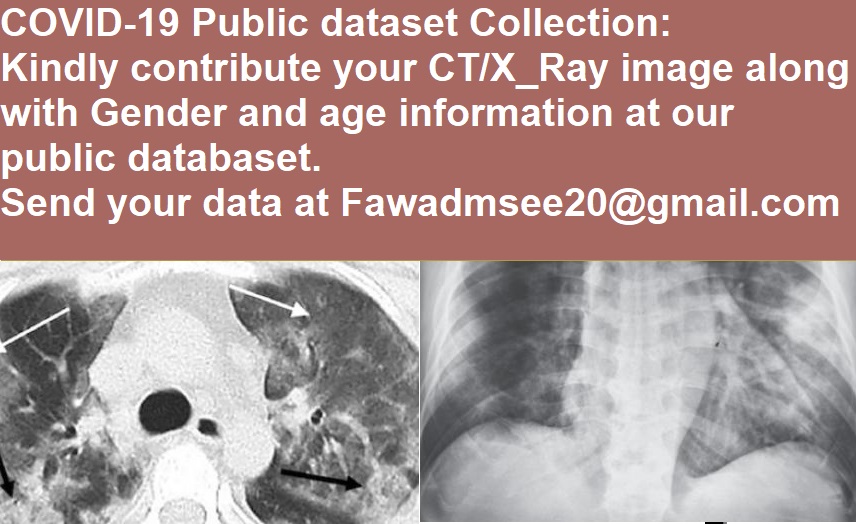 COVID-19 Public dataset Collection:
Kindly contribute your CT/X_Ray image along
with Gender and age information at our
public databaset.
Send your data at Fawadmsee20@gmail.com